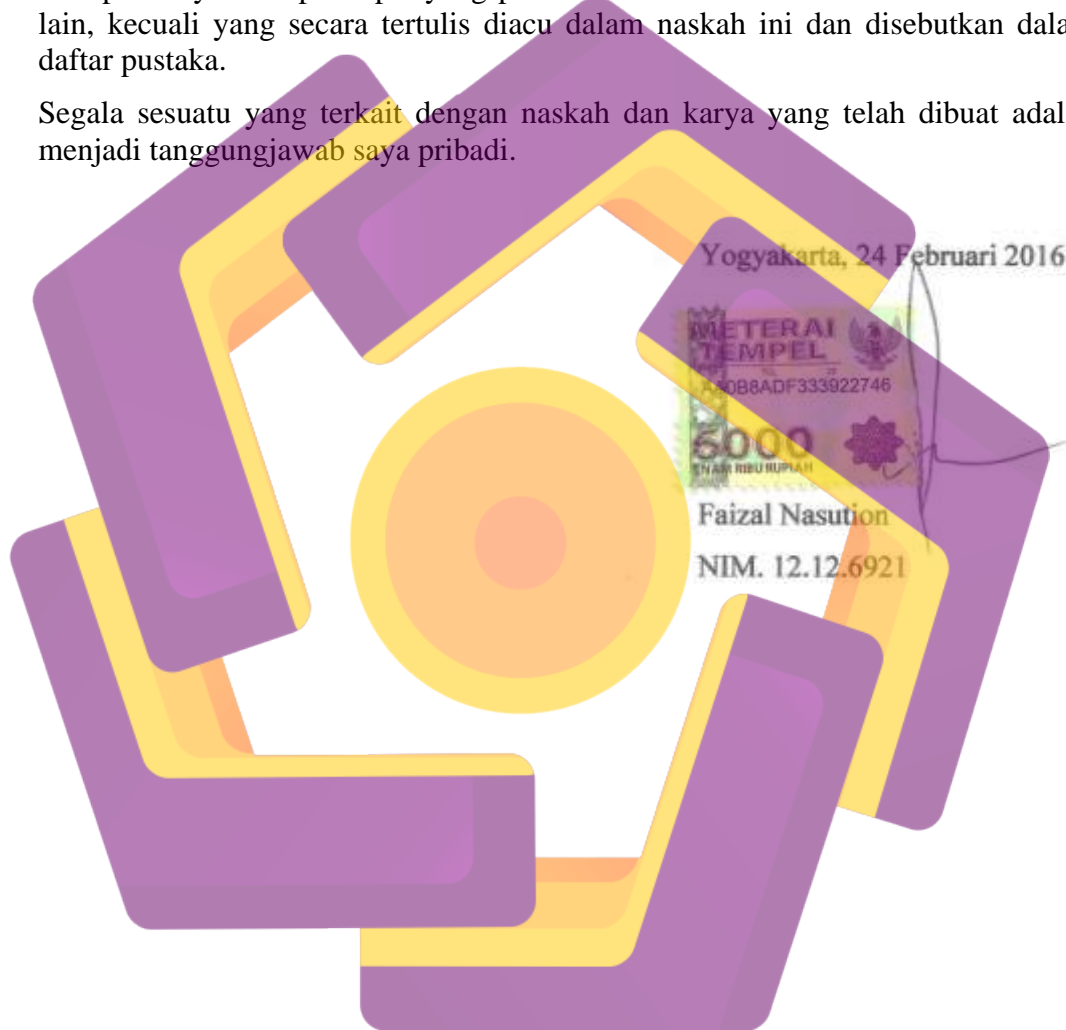 lain, kecuali yang secara tertulis diacu dalam naskah ini dan disebutkan dala
daftar pustaka.
Segala sesuatu yang terkait dengan naskah dan karya yang telah dibuat adal
menjadi tanggungjawab saya pribadi.
Yogyakarta, 24 Februari 2016
METERAI
TEMPEL
0B8ADF333922746
6000
ENAM RIBU RUPIAH
Faizal Nasution
NIM. 12.12.6921